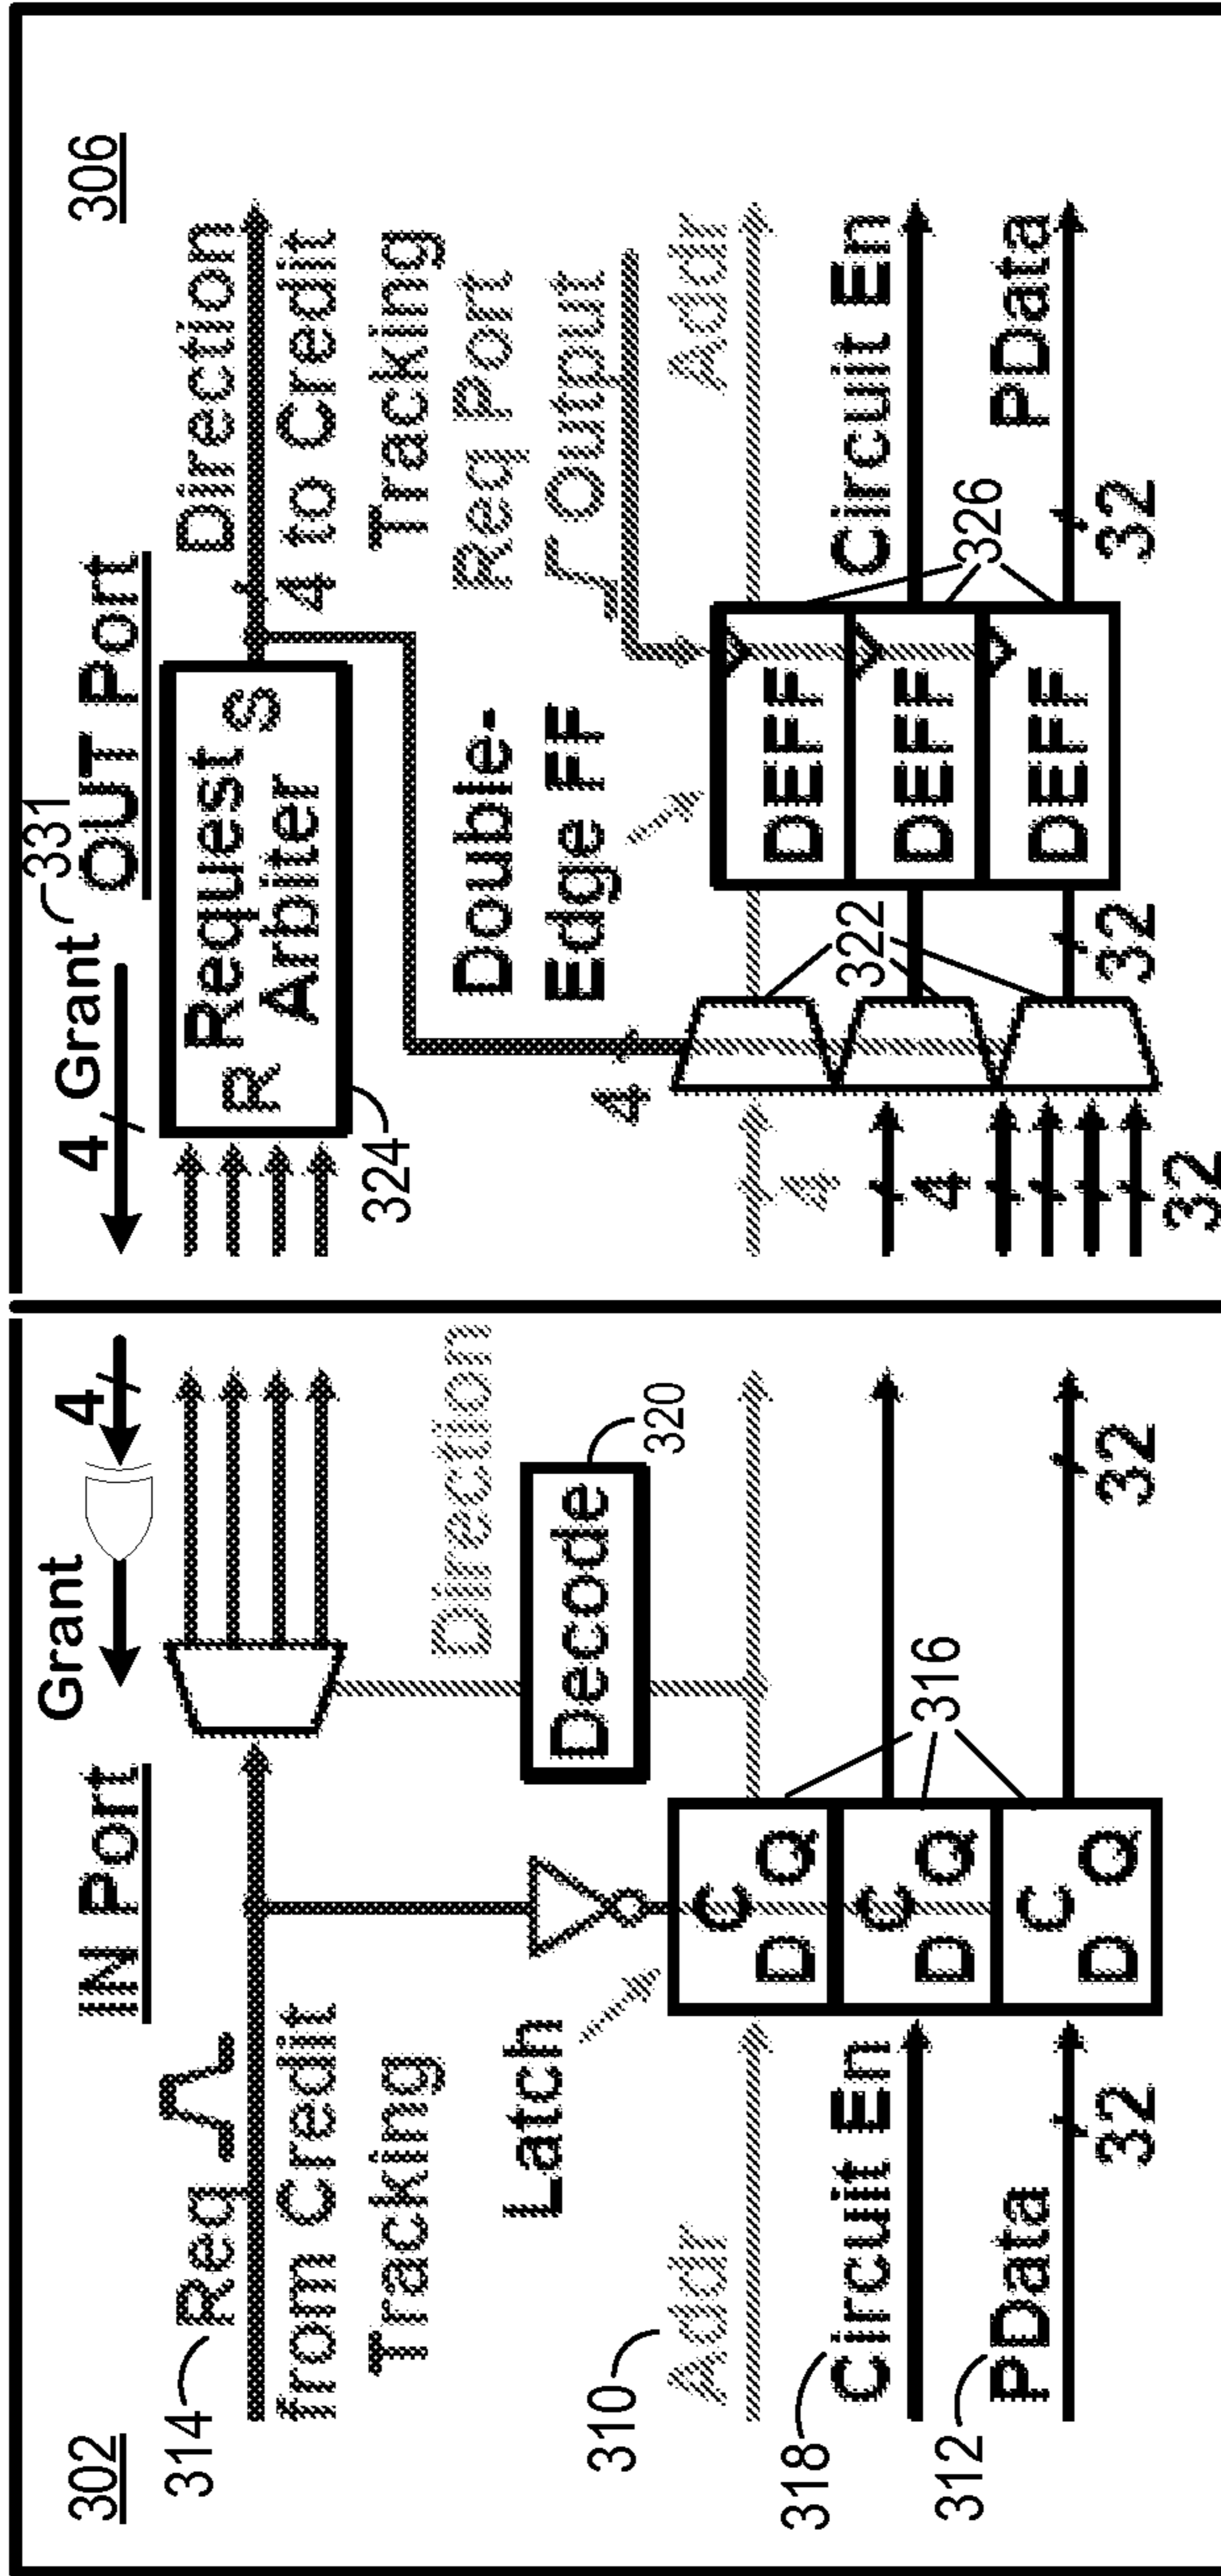 302
IN Port
Grant
4
314
Req
from Credit
Tracking
Direction
Latch
Decode
320
310
Addr
318
Circuit En
312
PData
32
C
D Q
C
D Q
C
D Q
316
32
306
4
Grant
331
OUT Port
Request
Arbiter
R
S
324
Direction
4 to Credit
Tracking
Req Port
Output
Double-
Edge FF
4
322
4
4
32
32
DEFF
DEFF
DEFF
326
Addr
Circuit En
PData
32